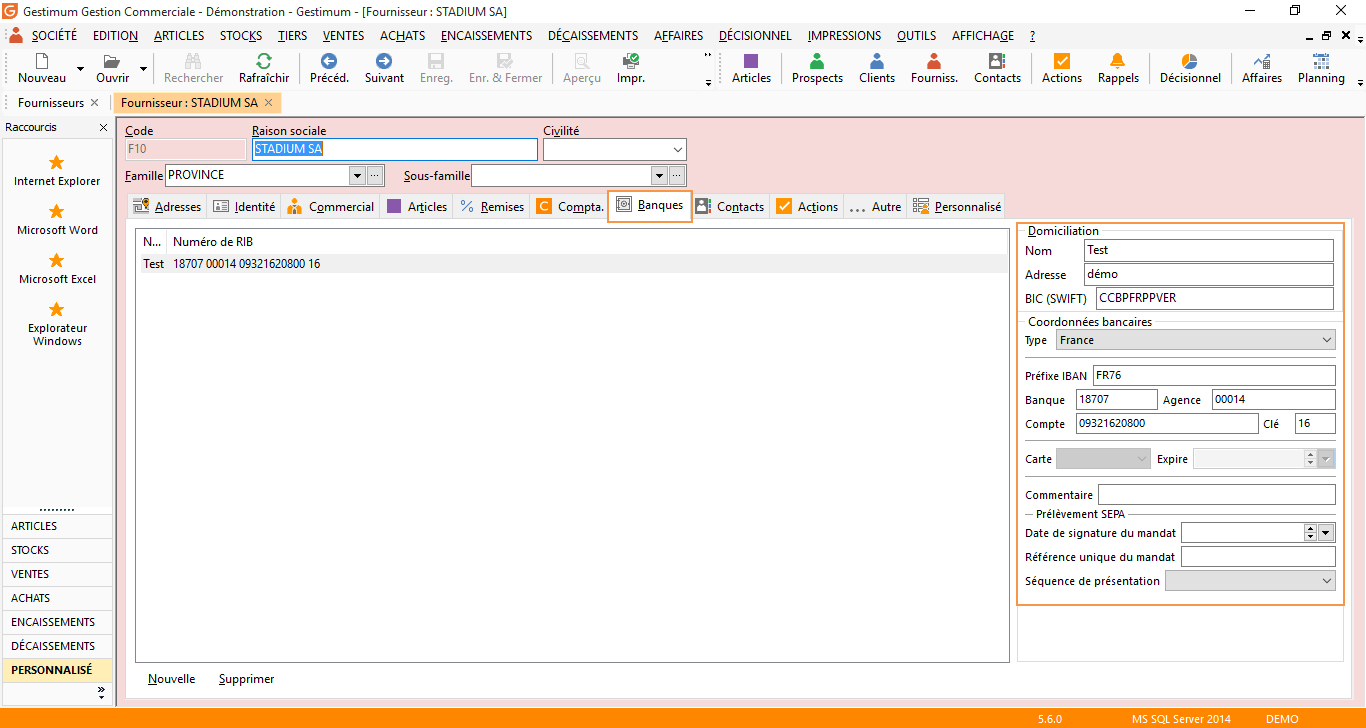 Gestimum Gestion Commerciale - Démonstration - Gestimum - [Fournisseur : STADIUM SA]
SOCIÉTÉ EDITION ARTICLES STOCKS TIERS VENTES ACHATS ENCAISSEMENTS DÉCAISSEMENTS AFFAIRES DÉCISIONNEL IMPRESSIONS OUTILS AFFICHAGE ?
Nouveau Ouvrir Rechercher Rafraîchir Précéd. Suivant Enreg. Enr. & Fermer Aperçu Impr. Articles Prospects Clients Fourniss. Contacts Actions Rappels Décisionnel Affaires Planning
Fournisseurs Fournisseur : STADIUM SA
Raccourcis
Internet Explorer
Microsoft Word
Microsoft Excel
Explorateur
Windows
ARTICLES
STOCKS
VENTES
ACHATS
ENCAISSEMENTS
DÉCAISSEMENTS
PERSONNALISÉ
Code Raison sociale Civilité
F10 STADIUM SA
Famille PROVINCE Sous-famille
Adresses Identité Commercial Articles Remises Compta. Banques Contacts Actions Autre Personnalisé
N... Numéro de RIB
Test 18707 00014 09321620800 16
Nouvelle Supprimer
Domiciliation
Nom Test
Adresse démo
BIC (SWIFT) CCBPFRPPVER
Coordonnées bancaires
Type France
Préfixe IBAN FR76
Banque 18707 Agence 00014
Compte 09321620800 Clé 16
Carte Expire
Commentaire
Prélèvement SEPA
Date de signature du mandat
Référence unique du mandat
Séquence de présentation
5.6.0 MS SQL Server 2014 DEMO